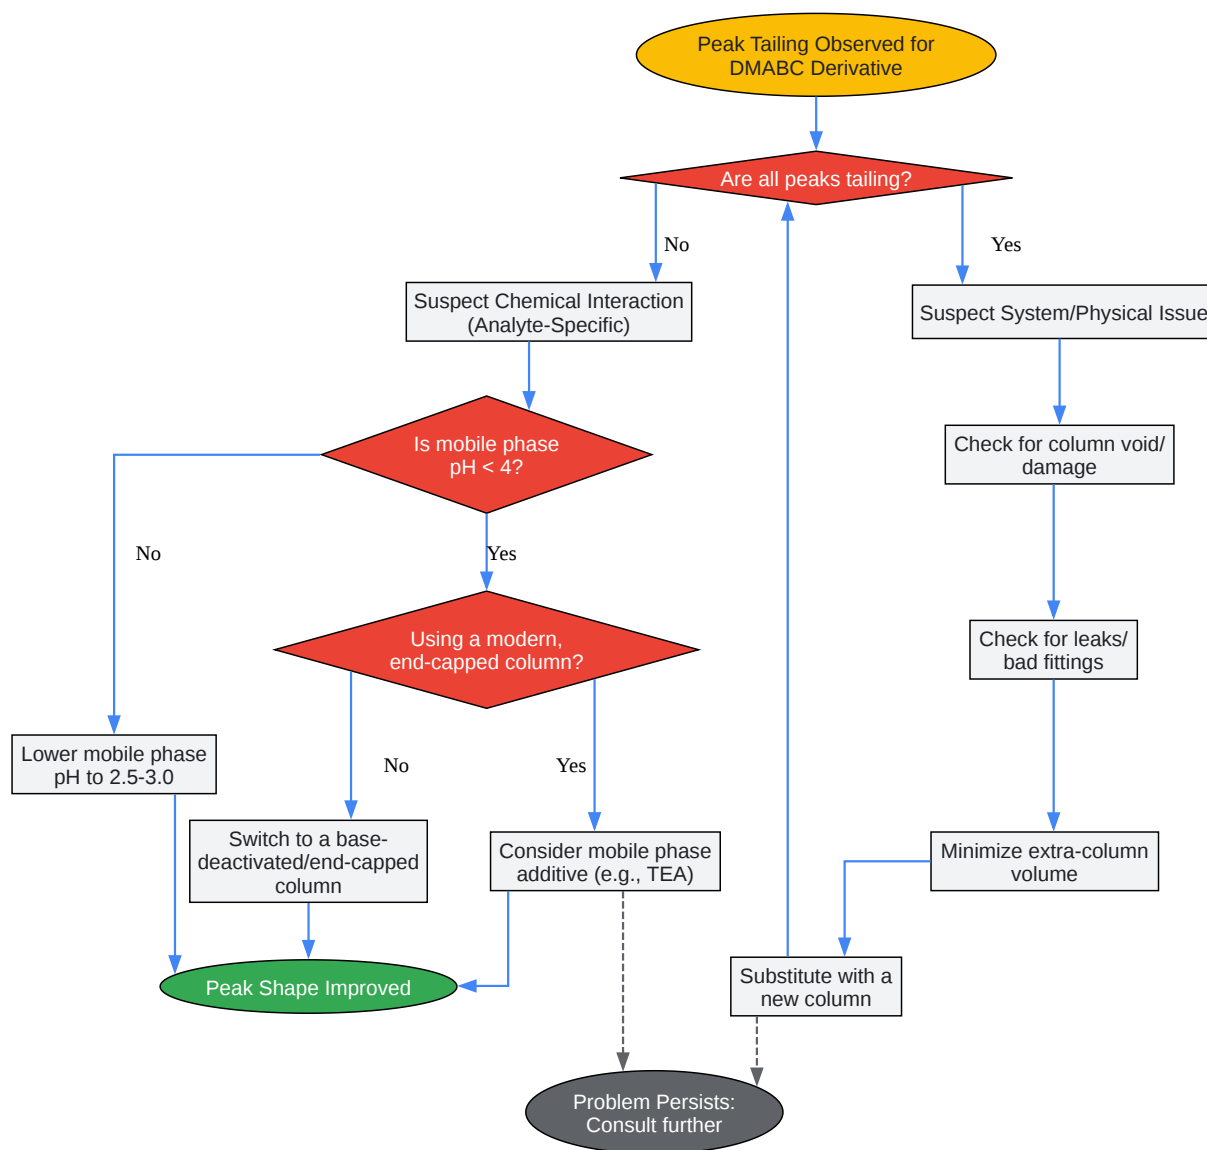 Peak Tailing Observed for
DMABC Derivative
Are all peaks tailing?
No
Yes
Suspect Chemical Interaction
(Analyte-Specific)
Suspect System/Physical Issue
Is mobile phase
pH < 4?
Check for column void/
damage
No
Yes
Using a modern,
end-capped column?
Check for leaks/
bad fittings
Lower mobile phase
pH to 2.5-3.0
No
Yes
Switch to a base-
deactivated/end-capped
column
Consider mobile phase
additive (e.g., TEA)
Minimize extra-column
volume
Peak Shape Improved
Substitute with a
new column
Problem Persists:
Consult further